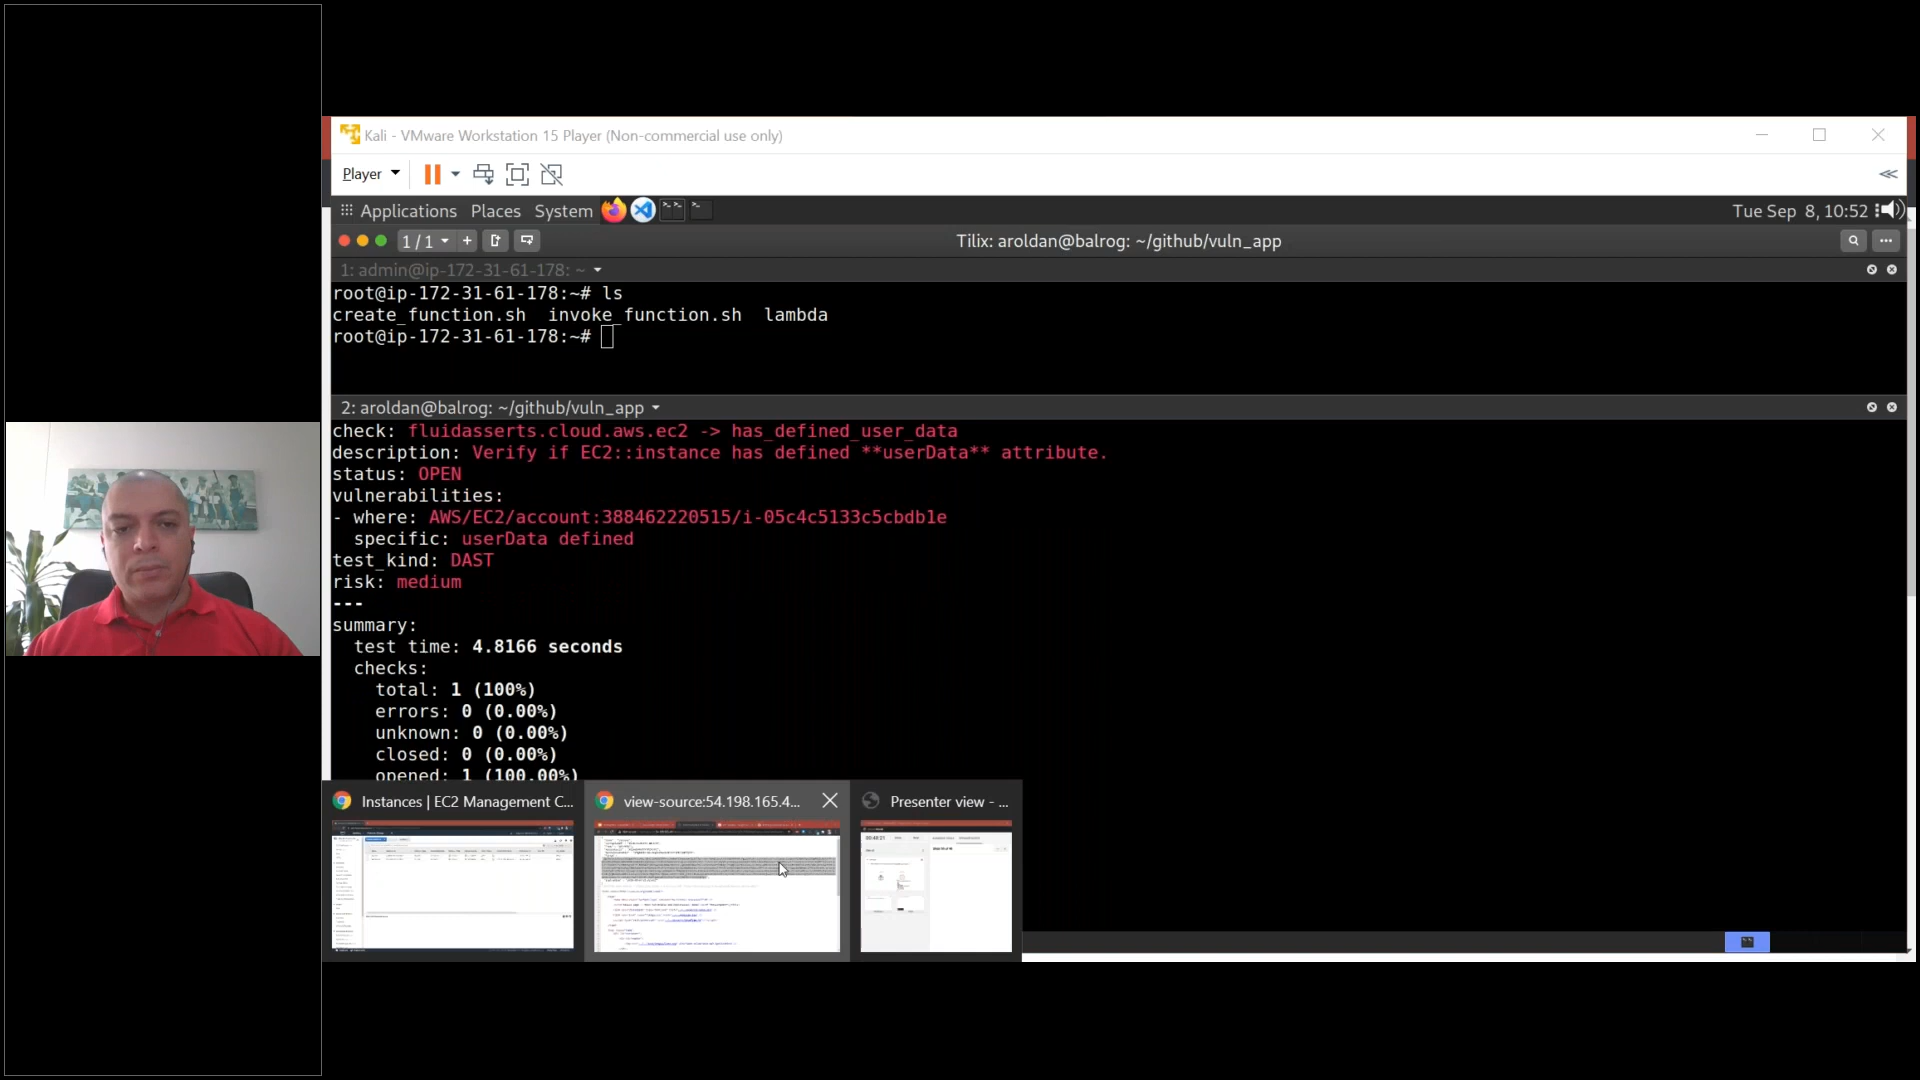 Kali - VMware Workstation 15 Player (Non-commercial use only)
Player
Applications Places System
Tue Sep 8, 10:52
1 / 1
Tilix: aroldan@balrog: ~/github/vuln_app
1: admin@ip-172-31-61-178: ~
root@ip-172-31-61-178:~# ls
create_function.sh invoke_function.sh lambda
root@ip-172-31-61-178:~#
2: aroldan@balrog: ~/github/vuln_app
check: fluidasserts.cloud.aws.ec2 -> has_defined_user_data
description: Verify if EC2::instance has defined **userData** attribute.
status: OPEN
vulnerabilities:
- where: AWS/EC2/account:388462220515/i-05c4c5133c5cbdb1e
specific: userData defined
test_kind: DAST
risk: medium
---
summary:
test time: 4.8166 seconds
checks:
total: 1 (100%)
errors: 0 (0.00%)
unknown: 0 (0.00%)
closed: 0 (0.00%)
opened: 1 (100.00%)
Instances | EC2 Management C...
view-source:54.198.165.4...
Presenter view - ...